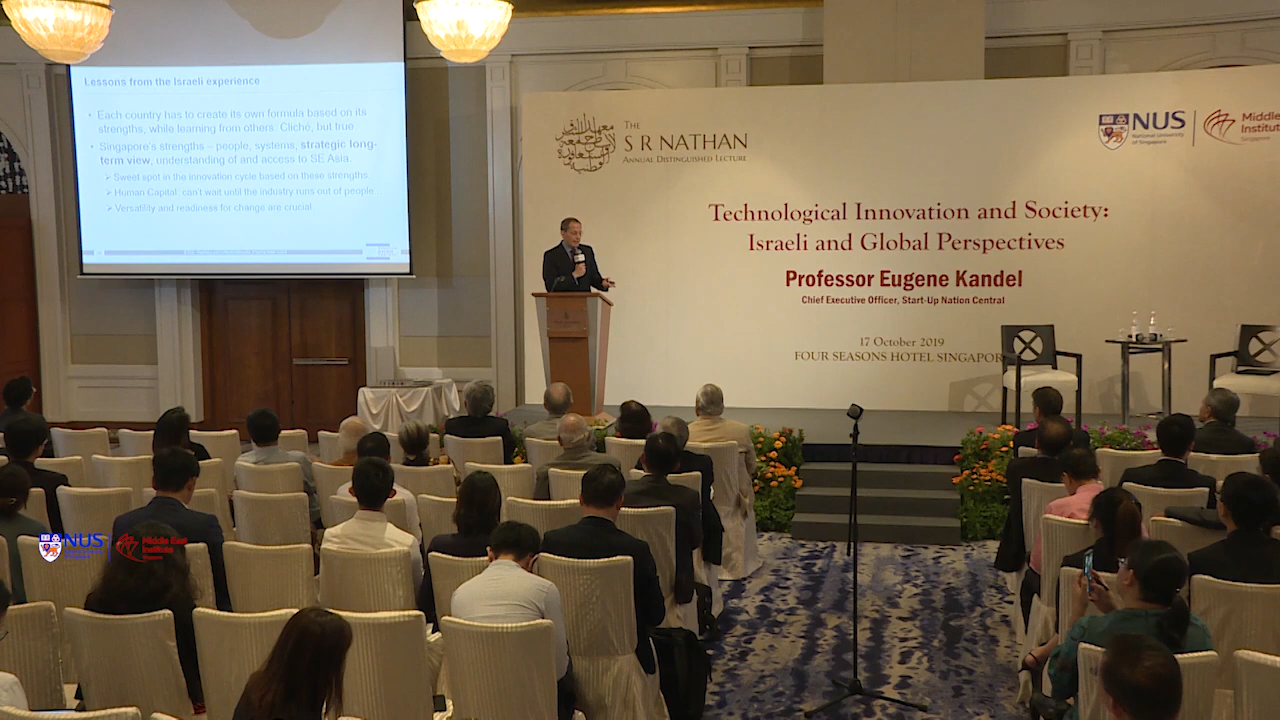 Lessons from the Israeli experience
• Each country has to create its own formula based on its
strengths, while learning from others. Cliché, but true
• Singapore's strengths – people, systems, strategic long-
term view, understanding of and access to SE Asia.
➢ Sweet spot in the innovation cycle based on these strengths.
➢ Human Capital: can't wait until the industry runs out of people.
➢ Versatility and readiness for change are crucial
THE
S R NATHAN
ANNUAL DISTINGUISHED LECTURE
NUS
National University
of Singapore
Middle
Institu
Singapore
Technological Innovation and Society:
Israeli and Global Perspectives
Professor Eugene Kandel
Chief Executive Officer, Start-Up Nation Central
17 October 2019
FOUR SEASONS HOTEL SINGAPOR
NUS
Middle East
Institute